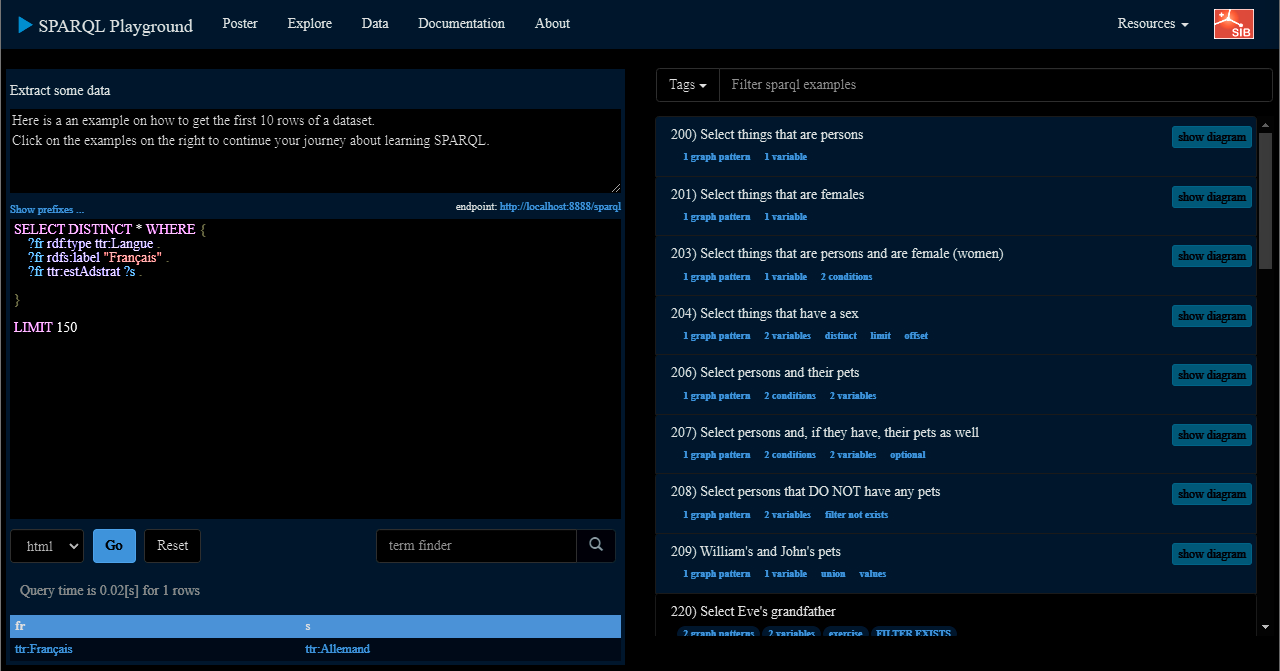 SPARQL Playground Poster Explore Data Documentation About Resources SIB
Extract some data
Here is a an example on how to get the first 10 rows of a dataset.
Click on the examples on the right to continue your journey about learning SPARQL.
Show prefixes ... endpoint: http://localhost:8888/sparql
SELECT DISTINCT * WHERE {
?fr rdf:type ttr:Langue .
?fr rdfs:label "Français" .
?fr ttr:estAdstrat ?s .
}
LIMIT 150
html Go Reset term finder
Query time is 0.02[s] for 1 rows
fr s
ttr:Français ttr:Allemand
Tags Filter sparql examples
200) Select things that are persons show diagram
1 graph pattern 1 variable
201) Select things that are females show diagram
1 graph pattern 1 variable
203) Select things that are persons and are female (women) show diagram
1 graph pattern 1 variable 2 conditions
204) Select things that have a sex show diagram
1 graph pattern 2 variables distinct limit offset
206) Select persons and their pets show diagram
1 graph pattern 2 conditions 2 variables
207) Select persons and, if they have, their pets as well show diagram
1 graph pattern 2 conditions 2 variables optional
208) Select persons that DO NOT have any pets show diagram
1 graph pattern 2 variables filter not exists
209) William's and John's pets show diagram
1 graph pattern 1 variable union values
220) Select Eve's grandfather
2 graph patterns 2 variables exercise FILTER EXISTS